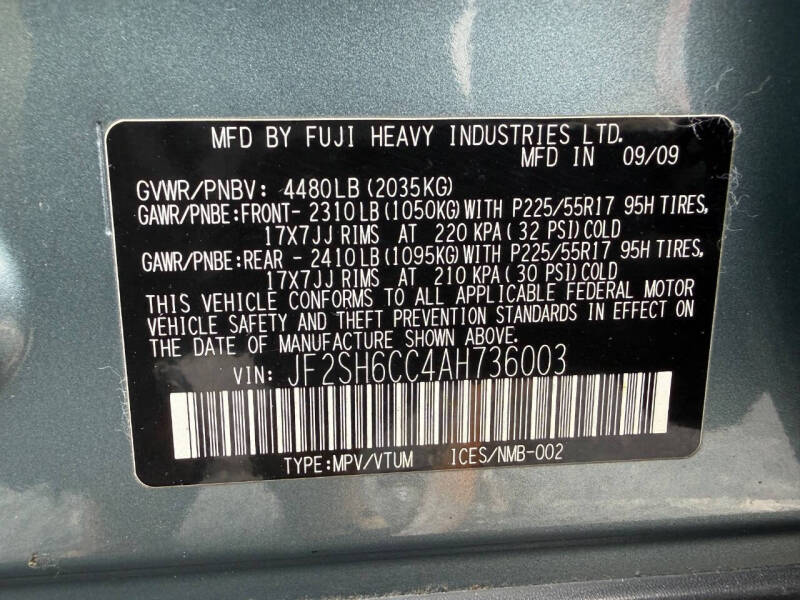 MFD BY FUJI HEAVY INDUSTRIES LTD.
MFD IN 09/09
GVWR/PNBV: 4480LB (2035KG)
GAWR/PNBE:FRONT- 2310LB (1050KG) WITH P225/55R17 95H TIRES,
17X7JJ RIMS AT 220 KPA (32 PSI) COLD
GAWR/PNBE:REAR - 2410LB (1095KG) WITH P225/55R17 95H TIRES,
17X7JJ RIMS AT 210 KPA (30 PSI) COLD
THIS VEHICLE CONFORMS TO ALL APPLICABLE FEDERAL MOTOR
VEHICLE SAFETY AND THEFT PREVENTION STANDARDS IN EFFECT ON
THE DATE OF MANUFACTURE SHOWN ABOVE.
VIN: JF2SH6CC4AH736003
TYPE:MPV/VTUM ICES/NMB-002